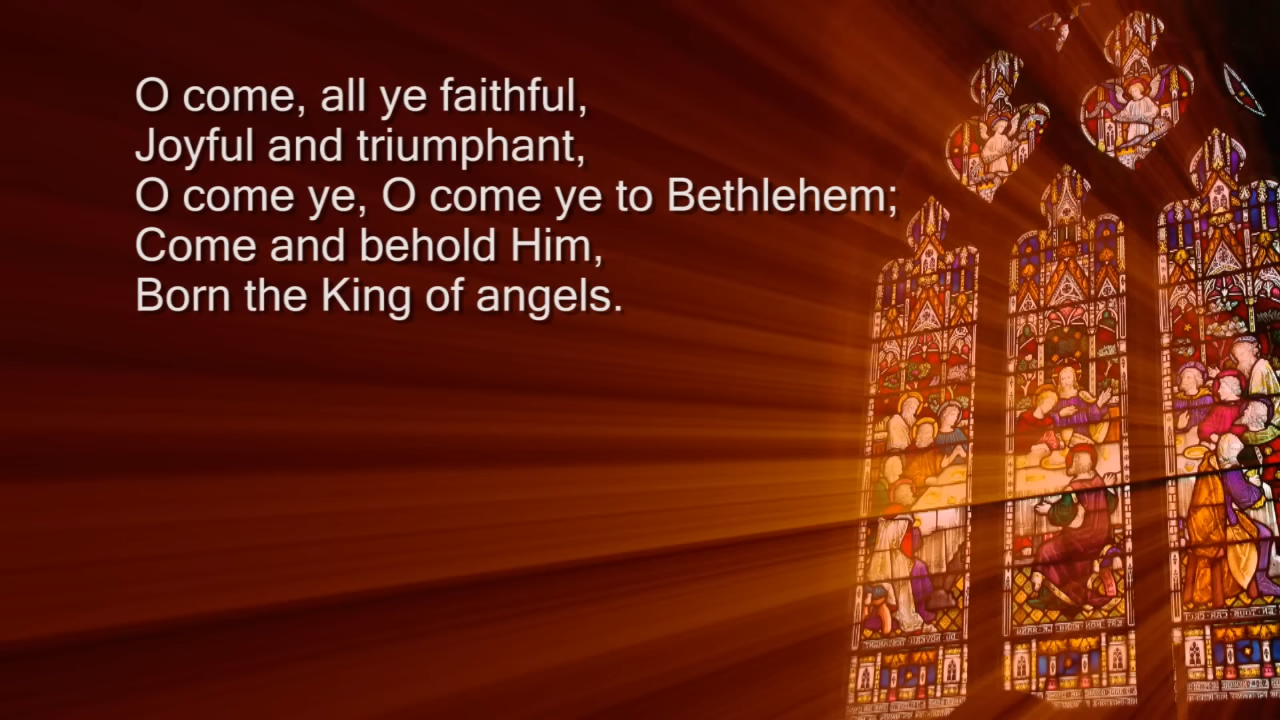 O come, all ye faithful,
Joyful and triumphant,
O come ye, O come ye to Bethlehem;
Come and behold Him,
Born the King of angels.